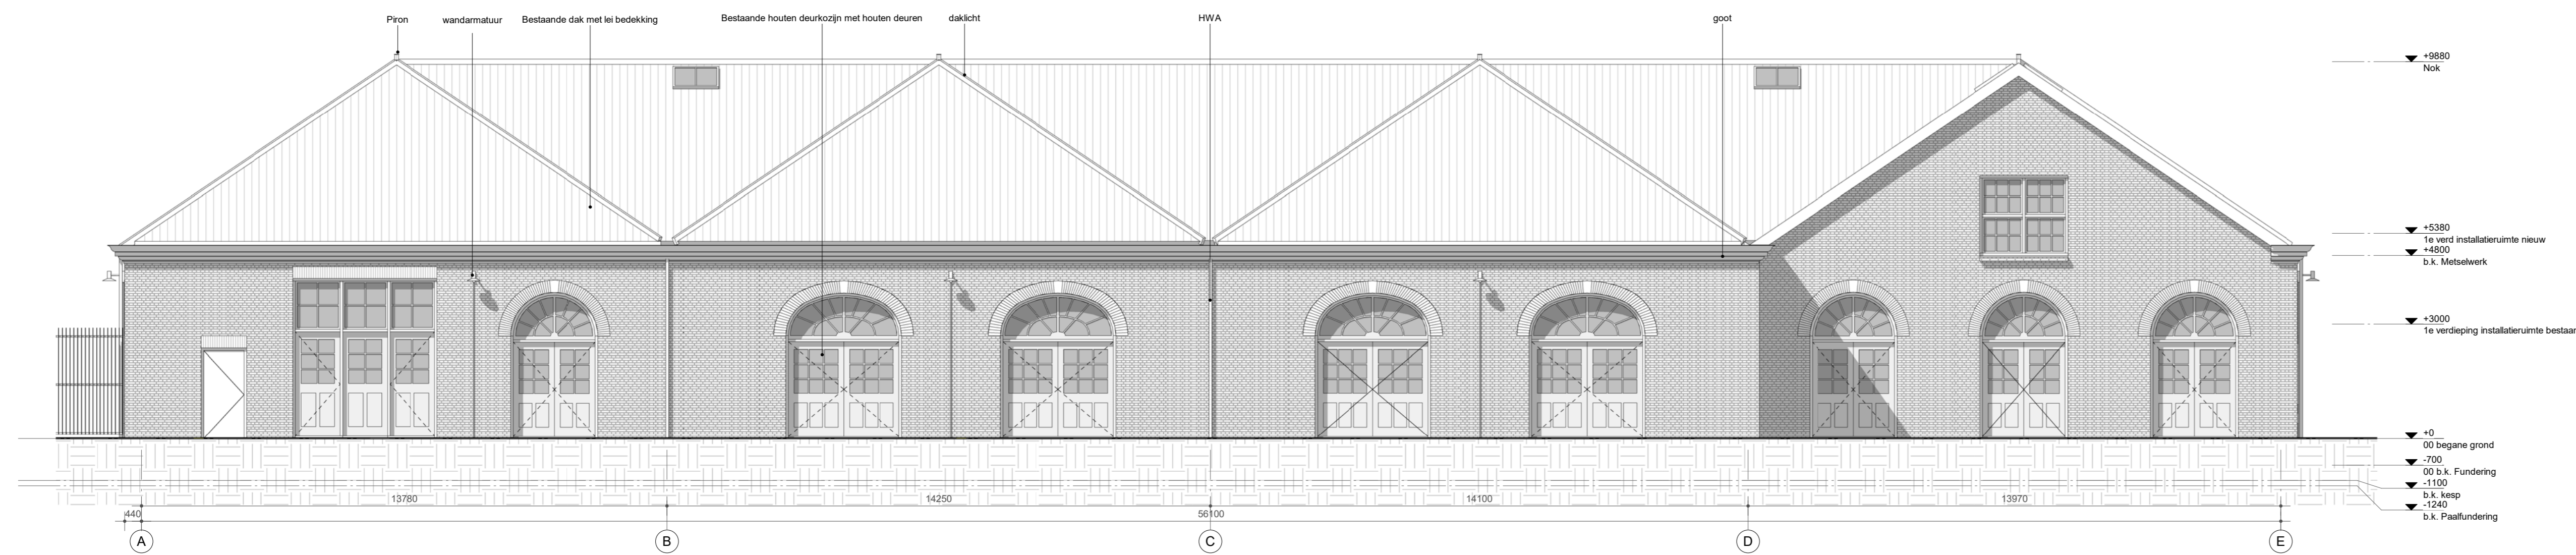 Piron
wandarmatuur
Bestaande dak met lei bedekking
Bestaande houten deurkozijn met houten deuren
daklicht
HWA
goot
+9880
Nok
+5380
1e verd installatieruimte nieuw
+4800
b.k. Metselwerk
+3000
1e verdieping installatieruimte bestaan
+0
00 begane grond
-700
00 b.k. Fundering
-1100
b.k. kesp
-1240
b.k. Paalfundering
13780
14250
14100
13970
440
56100
A
B
C
D
E